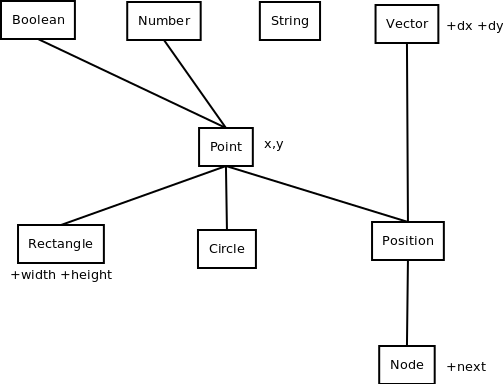 Boolean
Number
String
Vector
+dx +dy
Point
x,y
Rectangle
+width +height
Circle
Position
Node
+next